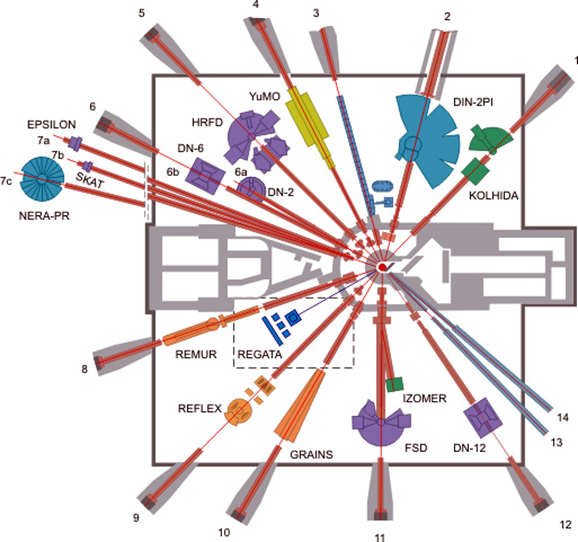 5
4
3
2
1
YuMO
DIN-2PI
6
HRFD
EPSILON
7a
DN-6
7b
6b
6a
7c
SKAT
DN-2
KOLHIDA
NERA-PR
REMUR
REGATA
8
IZOMER
14
REFLEX
13
GRAINS
FSD
DN-12
9
10
11
12